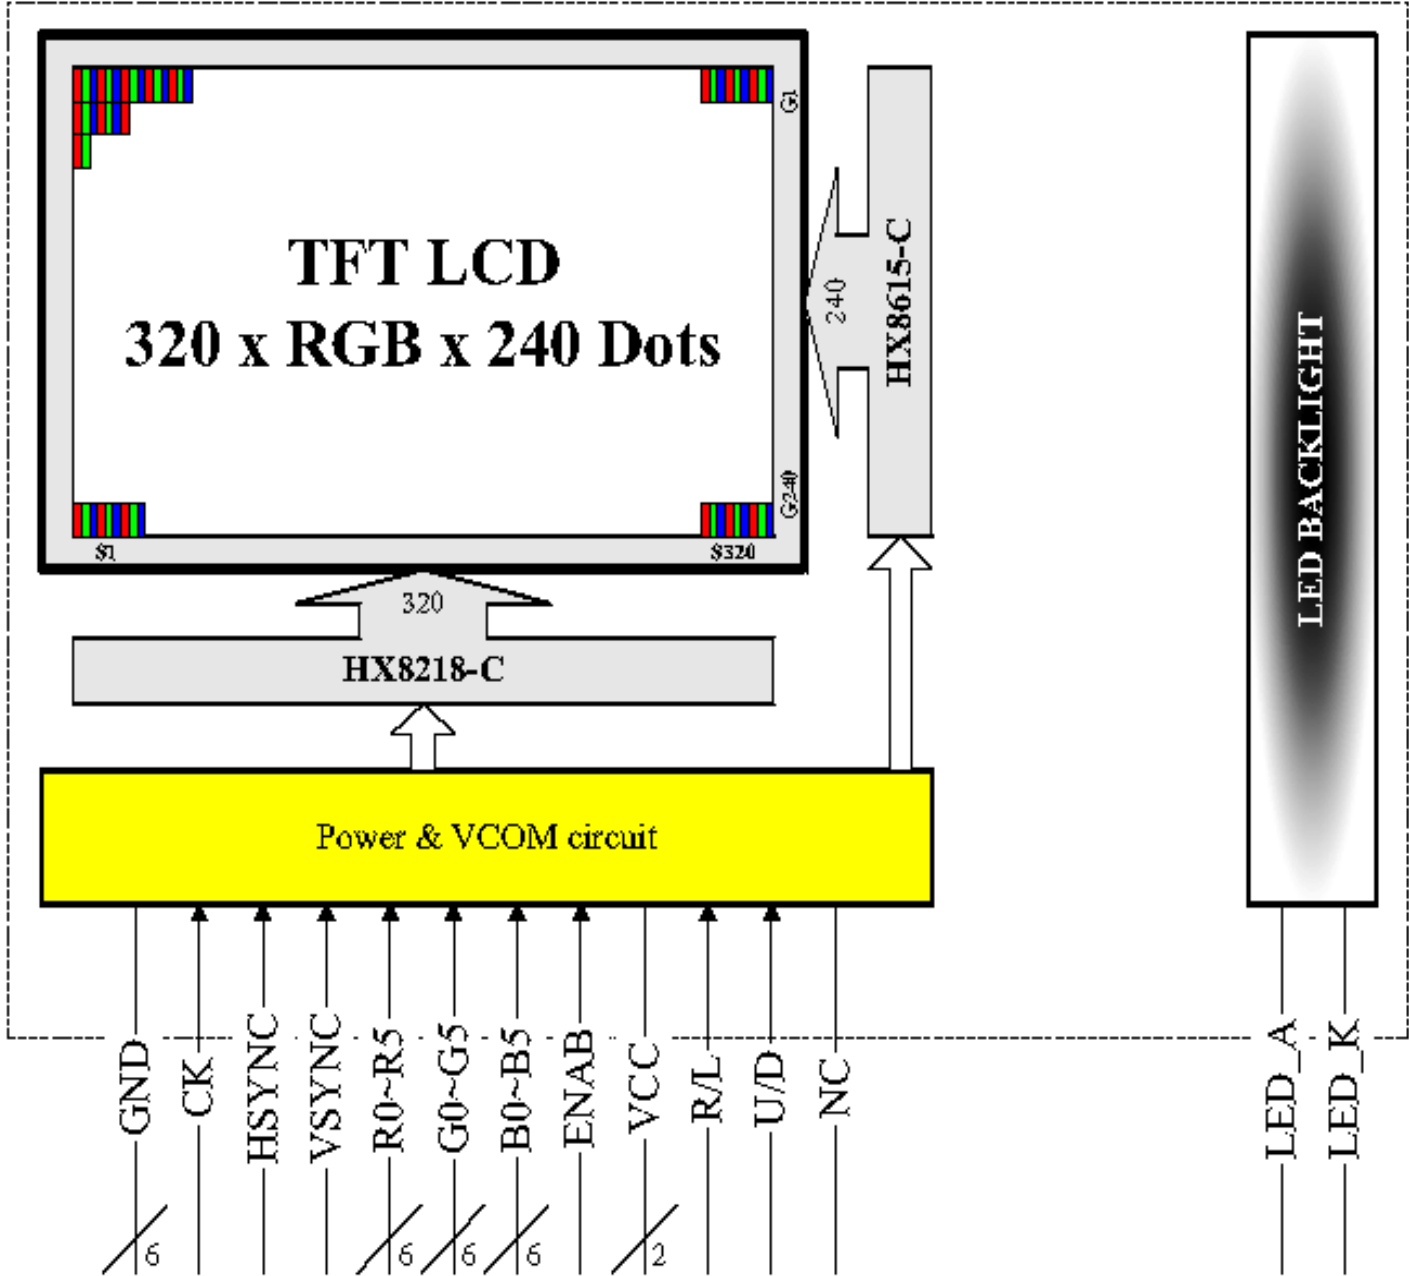 G1
TFT LCD
320 x RGB x 240 Dots
240
HX8615-C
LED BACKLIGHT
G240
S1
S320
320
HX8218-C
Power & VCOM circuit
GND
CK
HSYNC
VSYNC
R0~R5
G0~G5
B0~B5
ENAB
VCC
R/L
U/D
NC
LED_A
LED_K
6
6
6
6
2